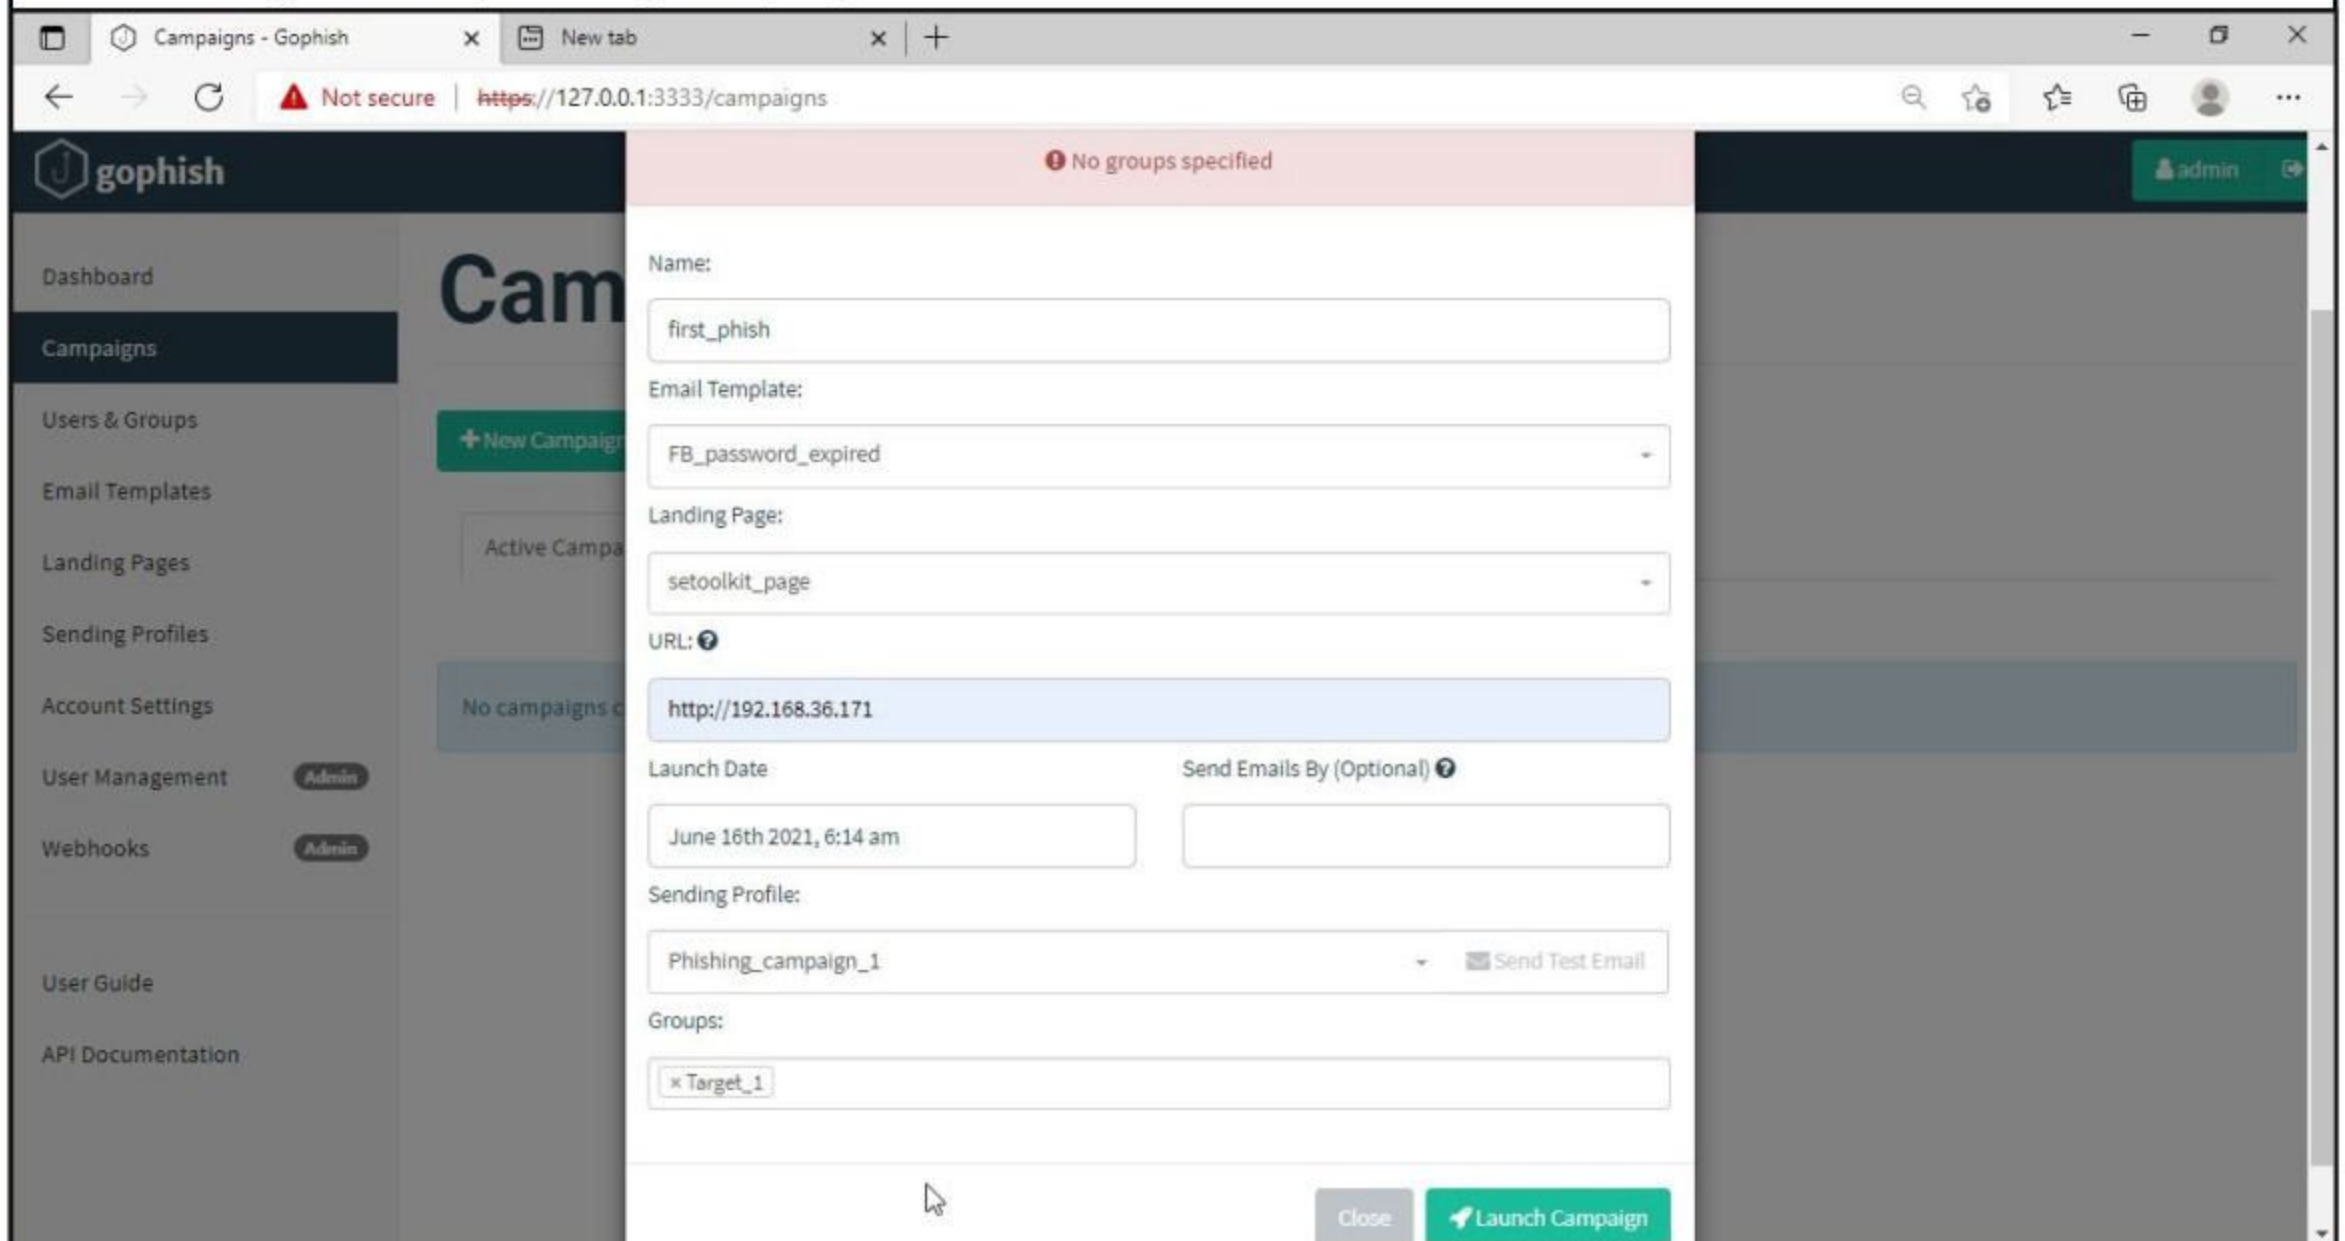 Campaigns - Gophish
New tab
Not secure
https://127.0.0.1:3333/campaigns
gophish
No groups specified
admin
Dashboard
Campaigns
Users & Groups
Email Templates
Landing Pages
Sending Profiles
Account Settings
User Management Admin
Webhooks Admin
User Guide
API Documentation
Cam
New Campaign
Active Campa
No campaigns c
Name:
first_phish
Email Template:
FB_password_expired
Landing Page:
setoolkit_page
URL:
http://192.168.36.171
Launch Date
Send Emails By (Optional)
June 16th 2021, 6:14 am
Sending Profile:
Phishing_campaign_1
Send Test Email
Groups:
× Target_1
Close
Launch Campaign